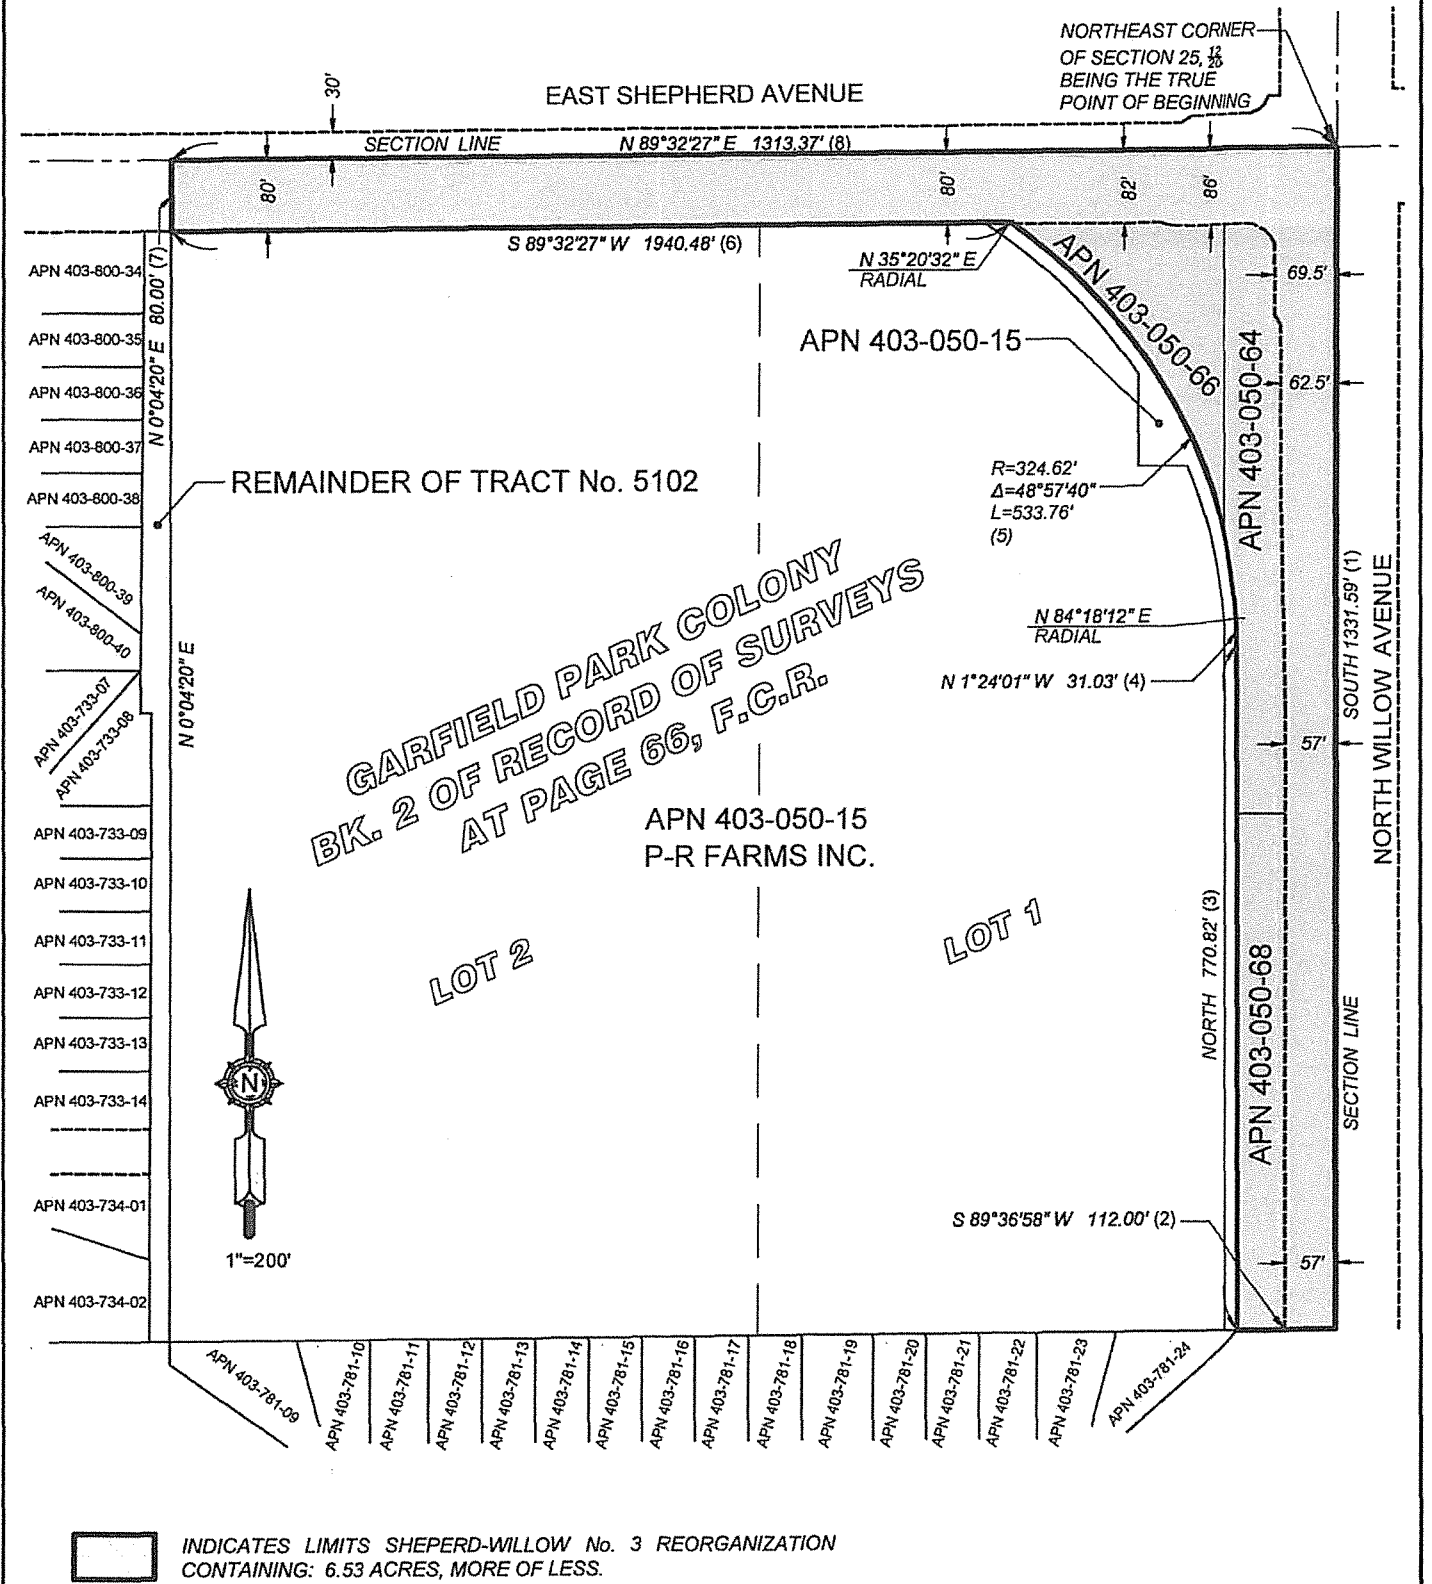 NORTHEAST CORNER
OF SECTION 25, 12/20
BEING THE TRUE
POINT OF BEGINNING
30'
EAST SHEPHERD AVENUE
SECTION LINE N 89°32'27" E 1313.37' (8)
80'
80'
82'
86'
S 89°32'27" W 1940.48' (6)
N 35°20'32" E
RADIAL
APN 403-050-66
69.5'
APN 403-800-34
N 0°04'20" E 80.00' (7)
APN 403-800-35
APN 403-050-15
APN 403-050-64
62.5'
APN 403-800-36
APN 403-800-37
REMAINDER OF TRACT No. 5102
APN 403-800-38
R=324.62'
Δ=48°57'40"
L=533.76'
(5)
APN 403-800-39
APN 403-800-40
SOUTH 1331.59' (1)
NORTH WILLOW AVENUE
GARFIELD PARK COLONY
BK. 2 OF RECORD OF SURVEYS
AT PAGE 66, F.C.R.
N 84°18'12" E
RADIAL
N 0°04'20" E
N 1°24'01" W 31.03' (4)
APN 403-733-07
APN 403-733-08
57'
APN 403-050-15
P-R FARMS INC.
APN 403-733-09
APN 403-733-10
APN 403-733-11
APN 403-733-12
APN 403-733-13
APN 403-733-14
LOT 2
LOT 1
NORTH 770.82' (3)
APN 403-050-68
SECTION LINE
N
APN 403-734-01
S 89°36'58" W 112.00' (2)
1"=200'
57'
APN 403-734-02
APN 403-781-09
APN 403-781-10
APN 403-781-11
APN 403-781-12
APN 403-781-13
APN 403-781-14
APN 403-781-15
APN 403-781-16
APN 403-781-17
APN 403-781-18
APN 403-781-19
APN 403-781-20
APN 403-781-21
APN 403-781-22
APN 403-781-23
APN 403-781-24
INDICATES LIMITS SHEPERD-WILLOW No. 3 REORGANIZATION
CONTAINING: 6.53 ACRES, MORE OF LESS.